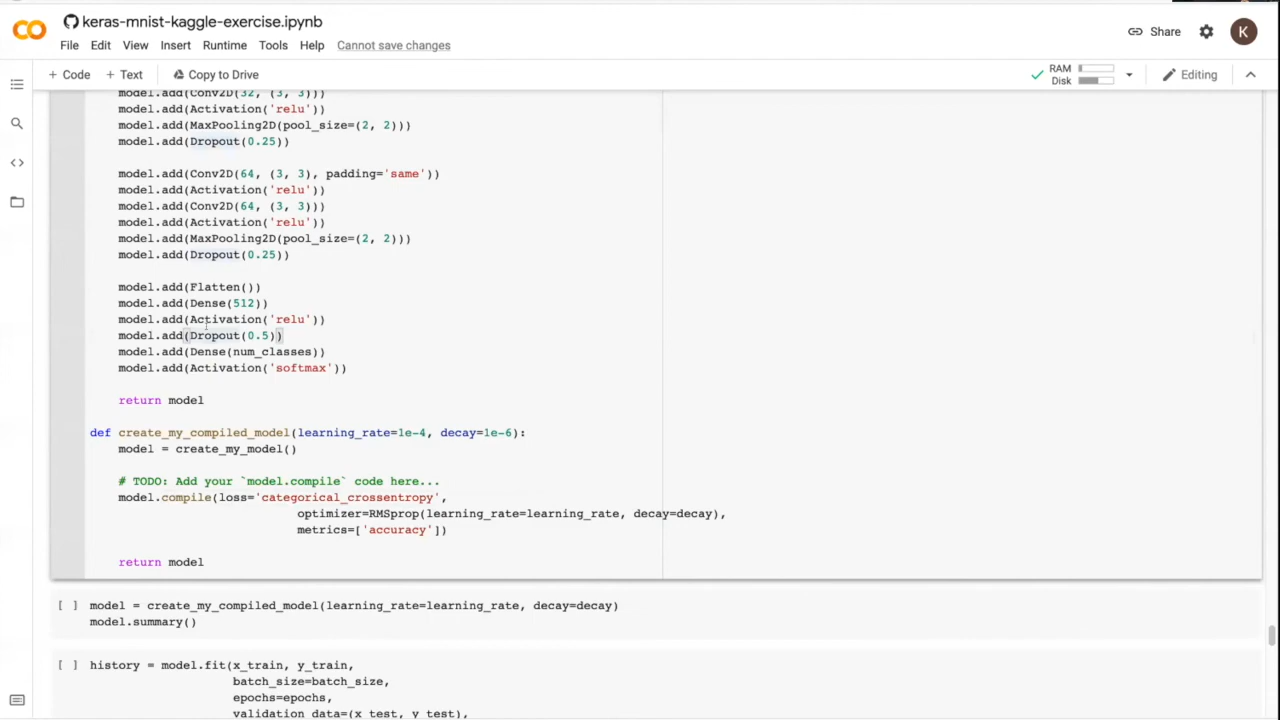 keras-mnist-kaggle-exercise.ipynb
File Edit View Insert Runtime Tools Help Cannot save changes
Share
K
+ Code + Text Copy to Drive
RAM
Disk
Editing
model.add(Conv2D(32, (3, 3)))
model.add(Activation('relu'))
model.add(MaxPooling2D(pool_size=(2, 2)))
model.add(Dropout(0.25))
model.add(Conv2D(64, (3, 3), padding='same'))
model.add(Activation('relu'))
model.add(Conv2D(64, (3, 3)))
model.add(Activation('relu'))
model.add(MaxPooling2D(pool_size=(2, 2)))
model.add(Dropout(0.25))
model.add(Flatten())
model.add(Dense(512))
model.add(Activation('relu'))
model.add(Dropout(0.5))
model.add(Dense(num_classes))
model.add(Activation('softmax'))
return model
def create_my_compiled_model(learning_rate=1e-4, decay=1e-6):
model = create_my_model()
# TODO: Add your `model.compile` code here...
model.compile(loss='categorical_crossentropy',
optimizer=RMSprop(learning_rate=learning_rate, decay=decay),
metrics=['accuracy'])
return model
[ ] model = create_my_compiled_model(learning_rate=learning_rate, decay=decay)
model.summary()
[ ] history = model.fit(x_train, y_train,
batch_size=batch_size,
epochs=epochs,
validation_data=(x_test, y_test),